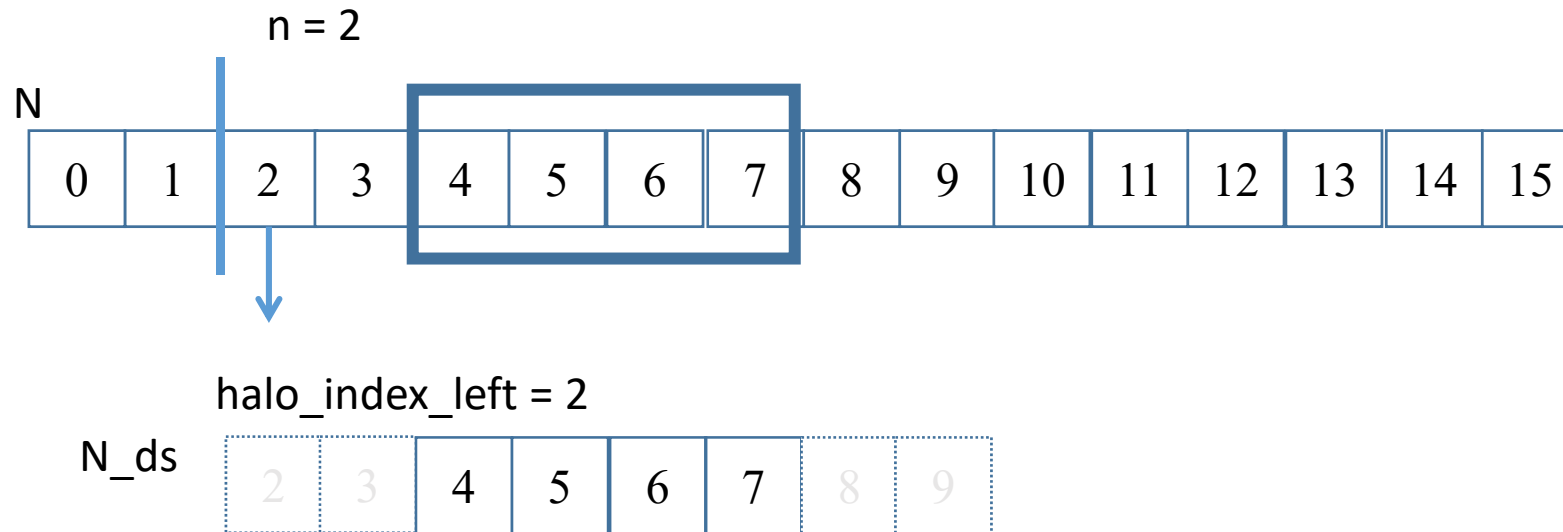 n = 2
N
0 1 2 3 4 5 6 7 8 9 10 11 12 13 14 15
halo_index_left = 2
N_ds
2 3 4 5 6 7 8 9